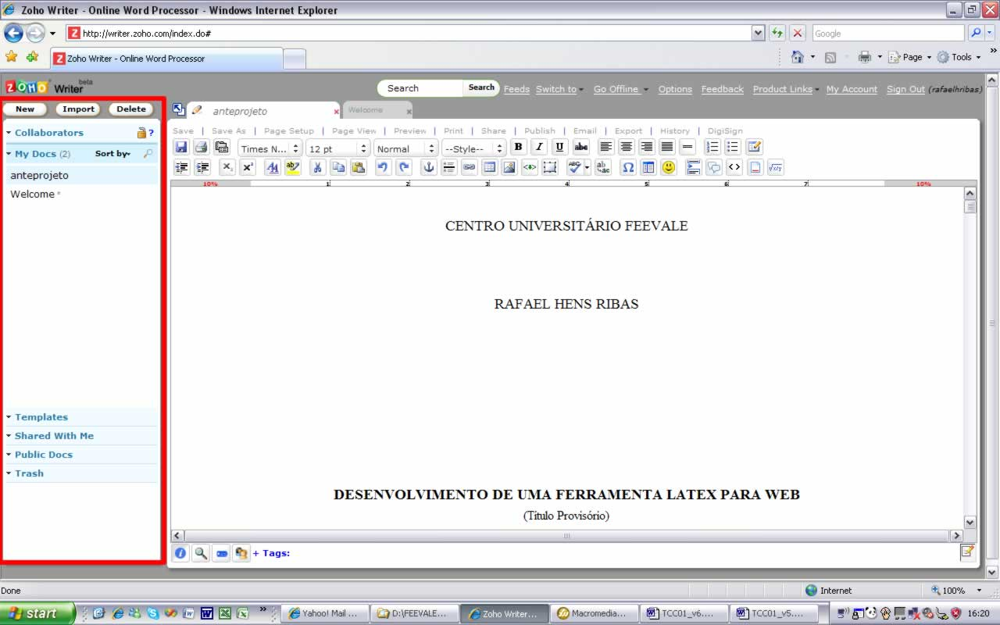 Zoho Writer - Online Word Processor - Windows Internet Explorer
http://writer.zoho.com/index.do#
Google
Zoho Writer - Online Word Processor
Page
Tools
ZOHO Writer beta
Search
Search
Feeds Switch to Go Offline Options Feedback Product Links My Account Sign Out (rafaelhribas)
New Import Delete
anteprojeto
Welcome
Save | Save As | Page Setup | Page View | Preview | Print | Share | Publish | Email | Export | History | DigiSign
Collaborators ?
My Docs (2) Sort by
Times N... 12 pt Normal --Style-- B I U abc
anteprojeto
Welcome *
10% 1 2 3 4 5 6 7 10%
CENTRO UNIVERSITÁRIO FEEVALE
RAFAEL HENS RIBAS
Templates
Shared With Me
Public Docs
Trash
DESENVOLVIMENTO DE UMA FERRAMENTA LATEX PARA WEB
(Título Provisório)
+ Tags:
Done
Internet
100%
start
Yahoo! Mail ...
D:\FEEVALE...
Zoho Writer...
Macromedia...
TCC01_v6....
TCC01_v5....
16:20